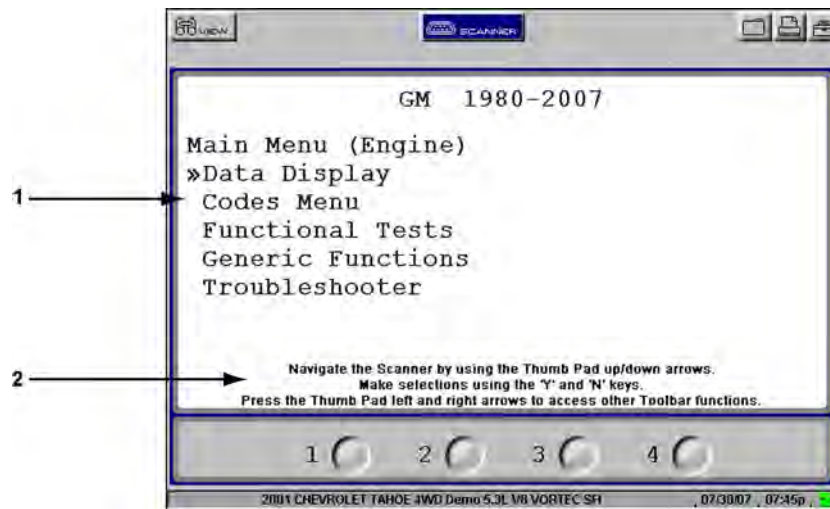 VIEW
SCANNER
GM 1980-2007
Main Menu (Engine)
»Data Display
1
Codes Menu
Functional Tests
Generic Functions
Troubleshooter
2
Navigate the Scanner by using the Thumb Pad up/down arrows.
Make selections using the 'Y' and 'N' keys.
Press the Thumb Pad left and right arrows to access other Toolbar functions.
1 2 3 4
2001 CHEVROLET TAHOE 4WD Demo 5.3L V8 VORTEC SFI , 07/30/07 , 07:45p ,